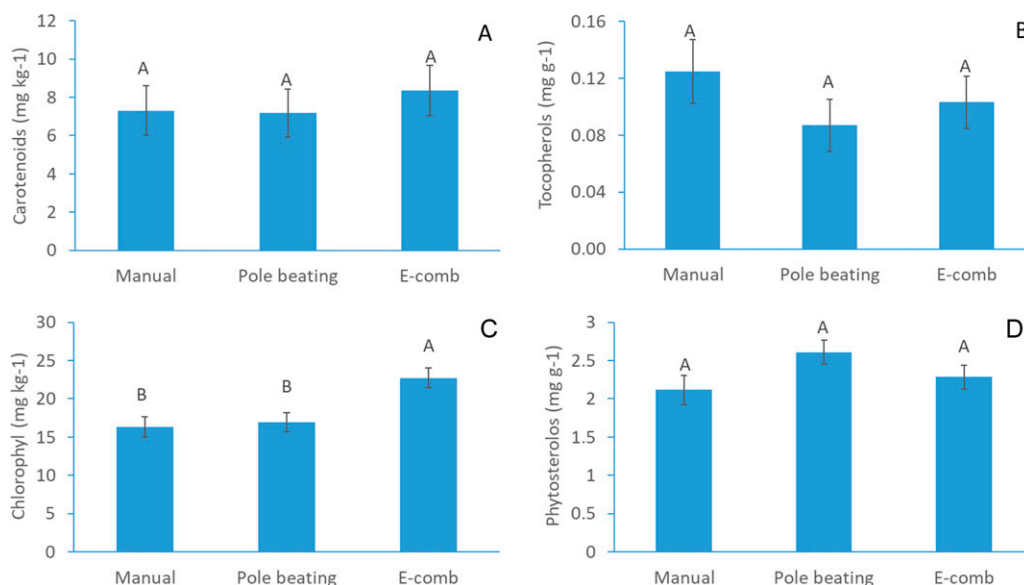 A
Carotenoids (mg kg-1)
12
10
8
6
4
2
0
A
A
A
Manual
Pole beating
E-comb
B
Tocopherols (mg g-1)
0.16
0.12
0.08
0.04
0.00
A
A
A
Manual
Pole beating
E-comb
C
Chlorophyl (mg kg-1)
30
25
20
15
10
5
0
B
B
A
Manual
Pole beating
E-comb
D
Phytosterolos (mg g-1)
3
2.5
2
1.5
1
0.5
0
A
A
A
Manual
Pole beating
E-comb